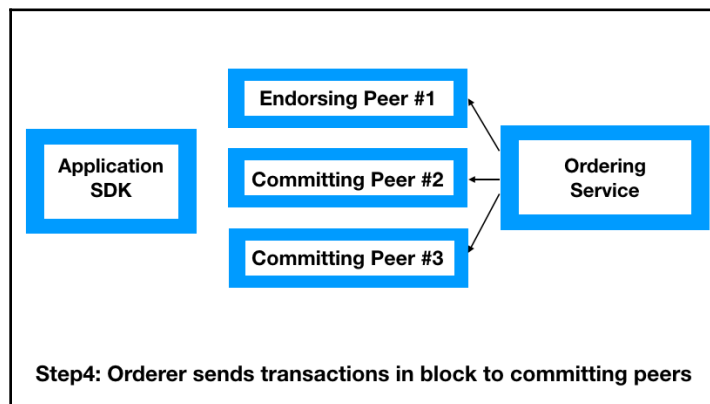 Endorsing Peer #1
Application
SDK
Committing Peer #2
Ordering
Service
Committing Peer #3
Step4: Orderer sends transactions in block to committing peers